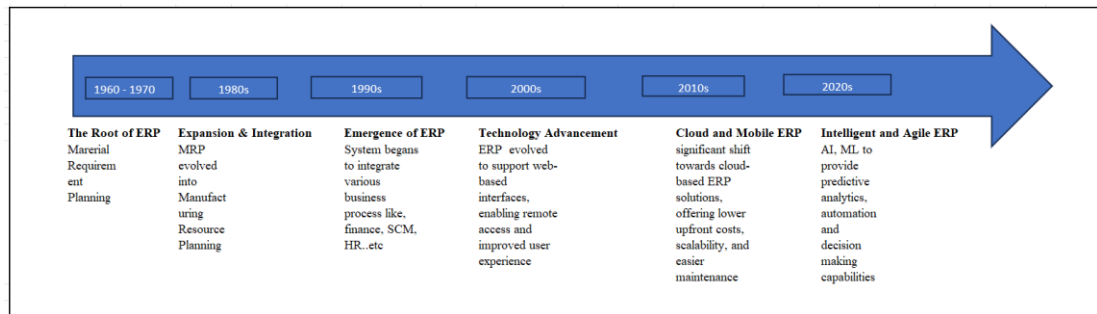 1960 - 1970
1980s
1990s
2000s
2010s
2020s
The Root of ERP
Marerial
Requirem
ent
Planning
Expansion & Integration
MRP
evolved
into
Manufact
uring
Resource
Planning
Emergence of ERP
System begans
to integrate
various
business
process like,
finance, SCM,
HR..etc
Technology Advancement
ERP evolved
to support web-
based
interfaces,
enabling remote
access and
improved user
experience
Cloud and Mobile ERP
significant shift
towards cloud-
based ERP
solutions,
offering lower
upfront costs,
scalability, and
easier
maintenance
Intelligent and Agile ERP
AI, ML to
provide
predictive
analytics,
automation
and
decision
making
capabilities